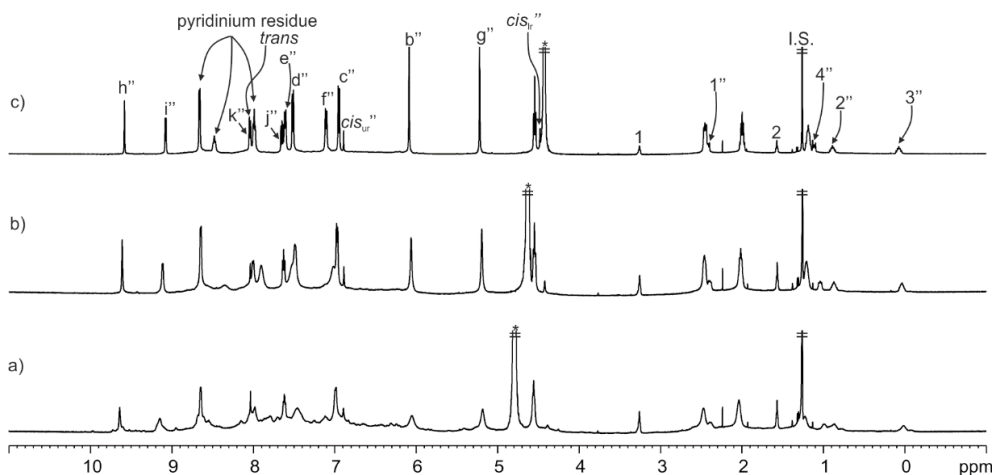 pyridinium residue
trans
cis_lr''
*
I.S.
c)
h''
i''
k''
j''
e''
d''
f''
cis_ur''
c''
b''
g''
1
1''
2
4''
2''
3''
b)
*
a)
*
10 9 8 7 6 5 4 3 2 1 0 ppm